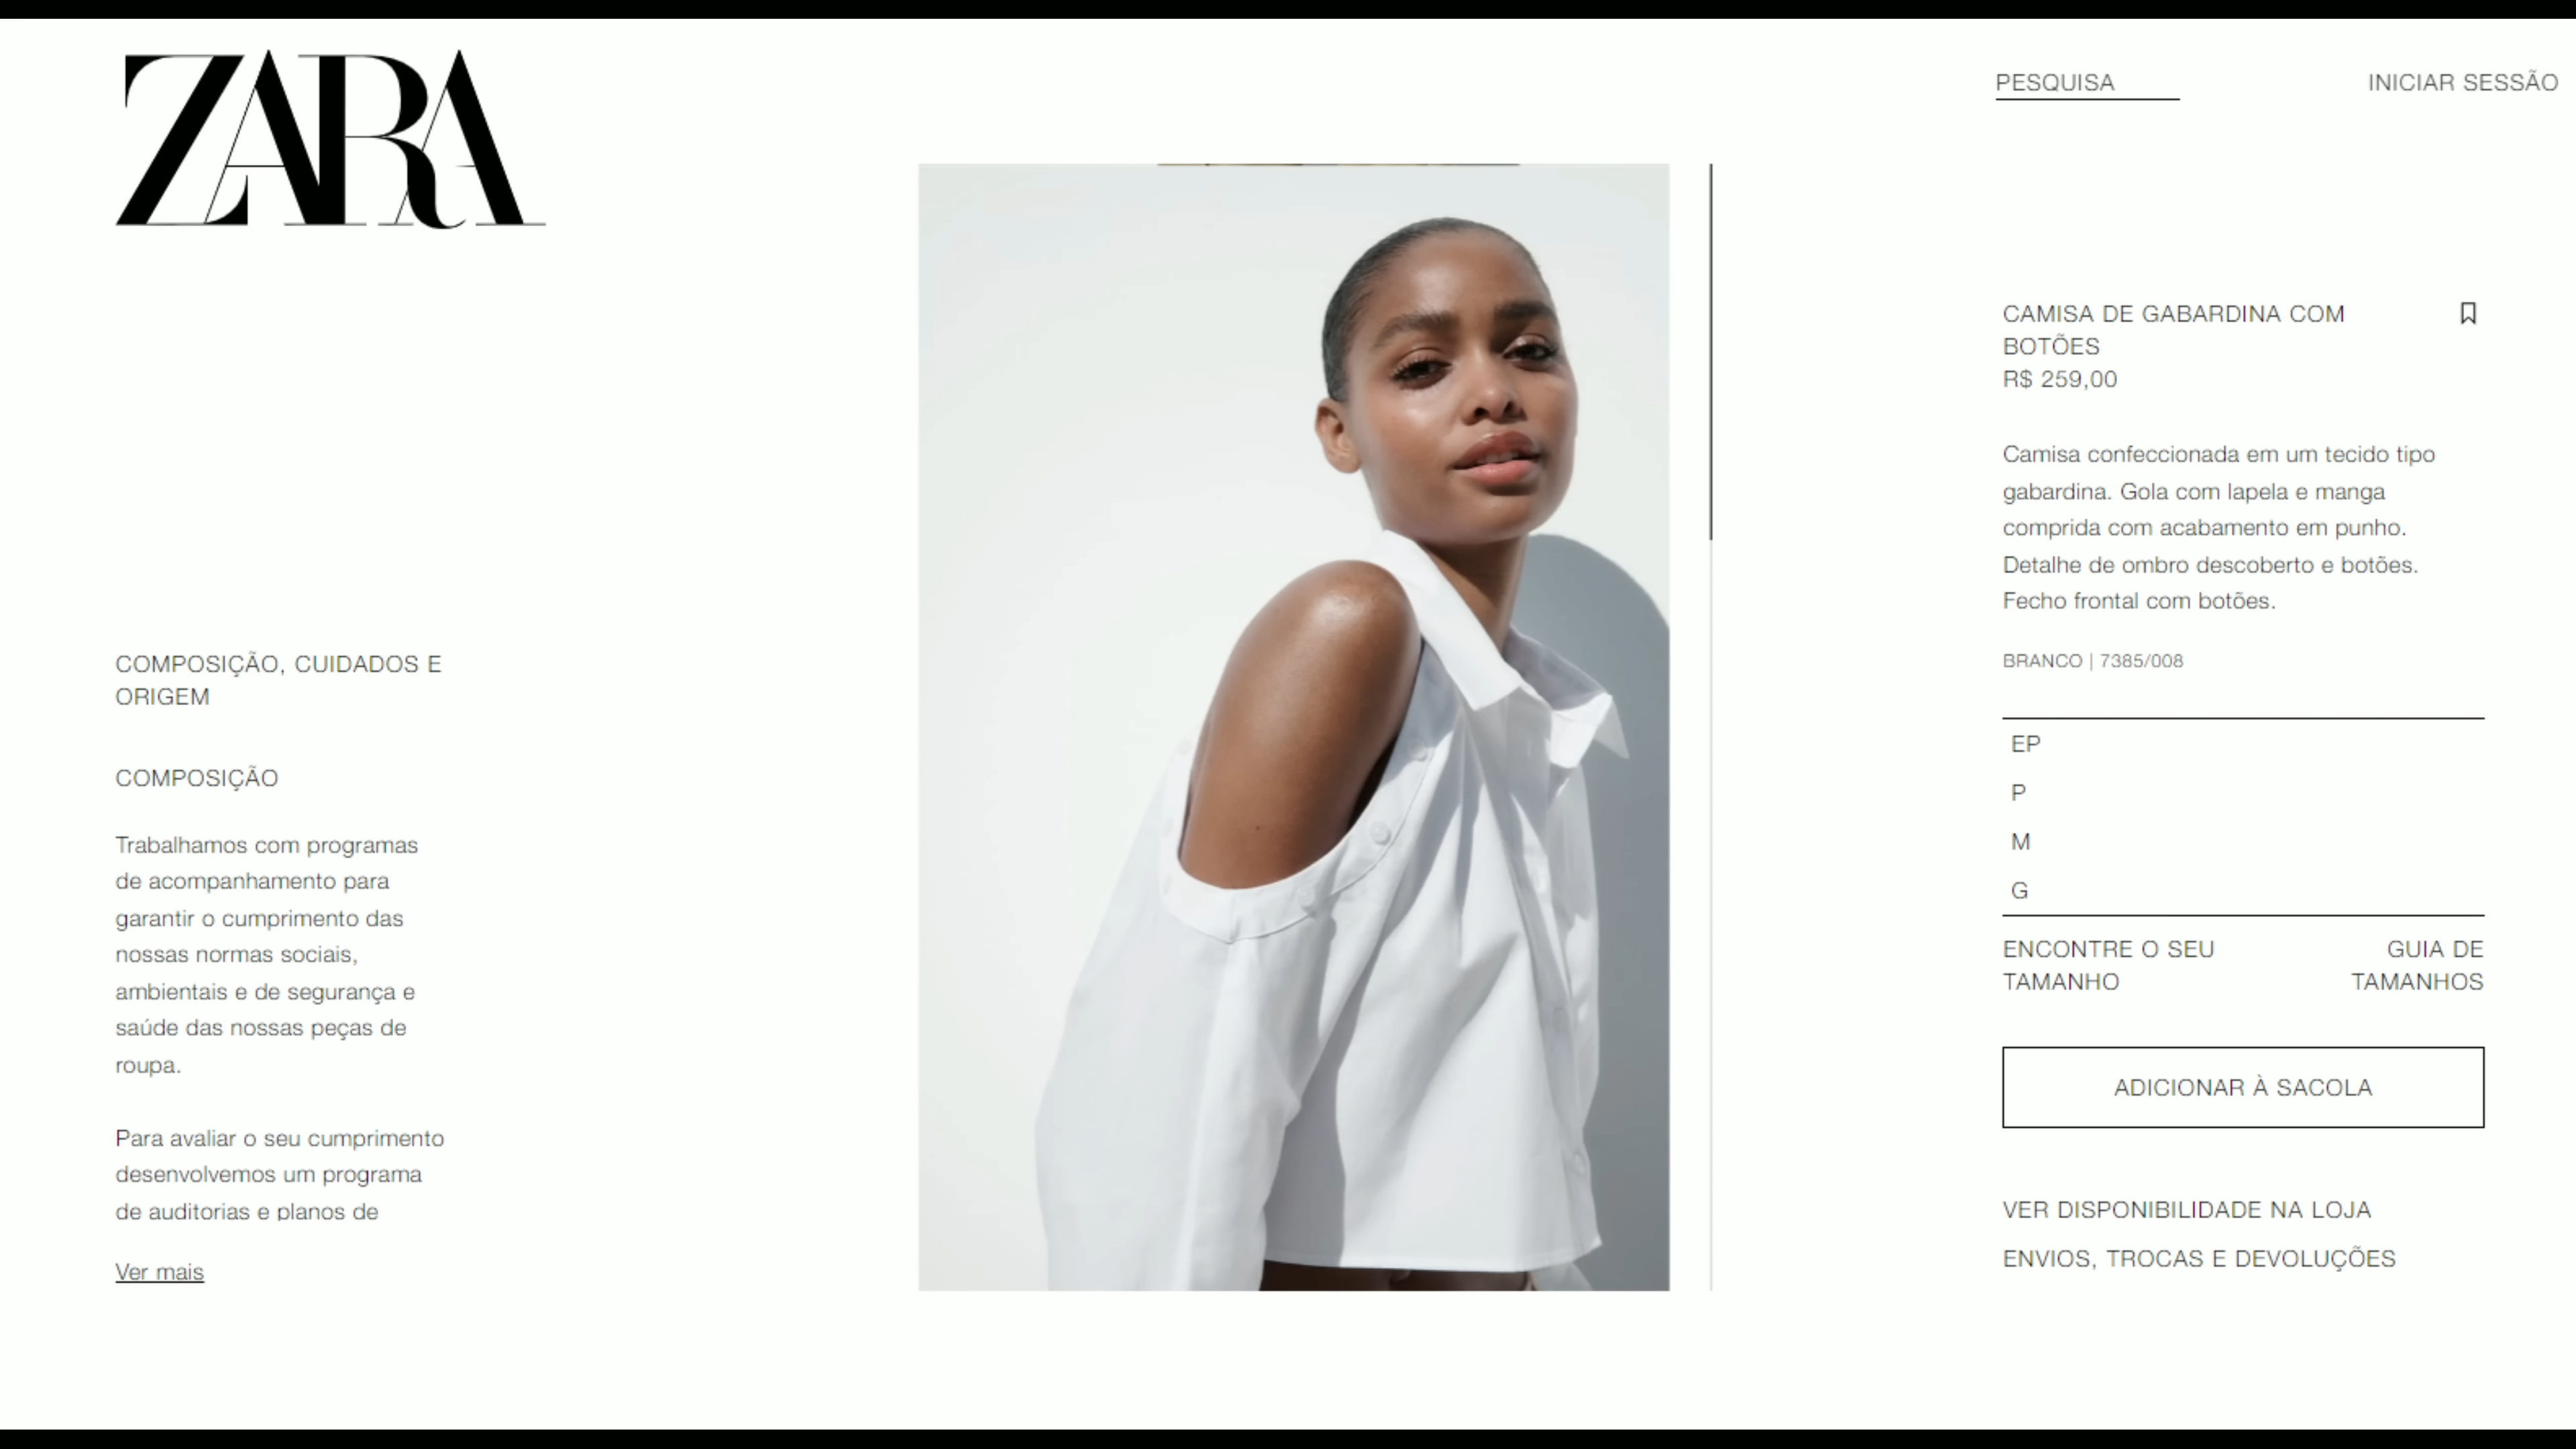 ZARA
PESQUISA
INICIAR SESSÃO
COMPOSIÇÃO, CUIDADOS E
ORIGEM
COMPOSIÇÃO
Trabalhamos com programas
de acompanhamento para
garantir o cumprimento das
nossas normas sociais,
ambientais e de segurança e
saúde das nossas peças de
roupa.
Para avaliar o seu cumprimento
desenvolvemos um programa
de auditorias e planos de
Ver mais
CAMISA DE GABARDINA COM
BOTÕES
R$ 259,00
Camisa confeccionada em um tecido tipo
gabardina. Gola com lapela e manga
comprida com acabamento em punho.
Detalhe de ombro descoberto e botões.
Fecho frontal com botões.
BRANCO | 7385/008
EP
P
M
G
ENCONTRE O SEU
TAMANHO
GUIA DE
TAMANHOS
ADICIONAR À SACOLA
VER DISPONIBILIDADE NA LOJA
ENVIOS, TROCAS E DEVOLUÇÕES